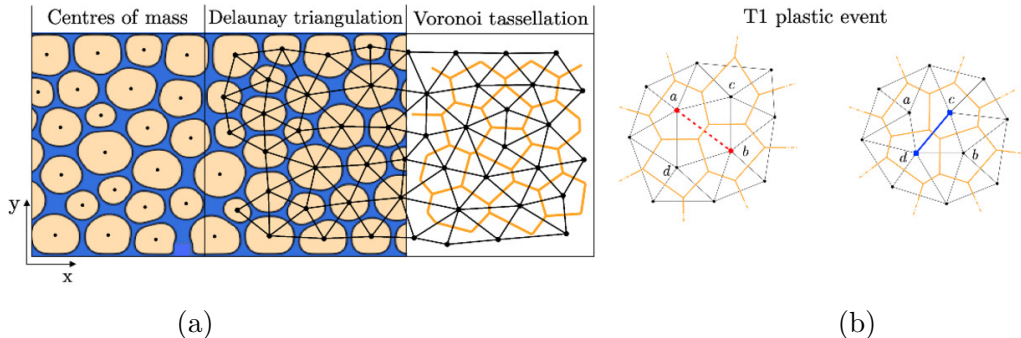 Centres of mass
Delaunay triangulation
Voronoi tassellation
T1 plastic event
a
c
b
d
a
c
d
b
y
x
(a)
(b)